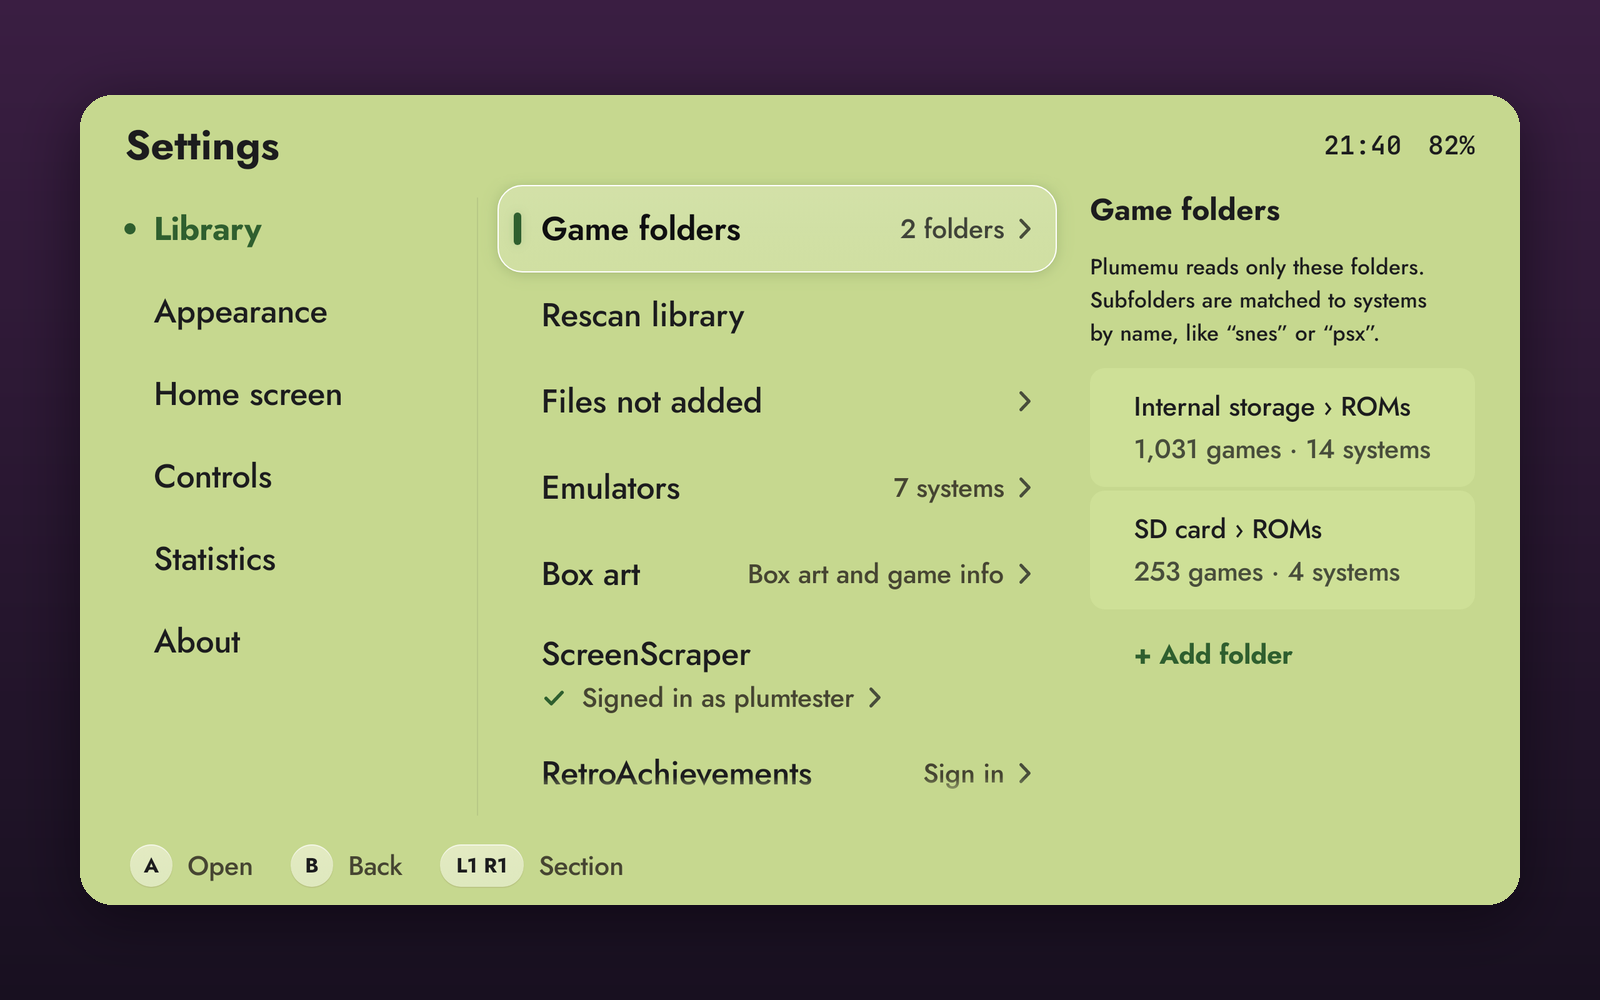 Settings
21:40 82%
Library
Appearance
Home screen
Controls
Statistics
About
Game folders 2 folders
Rescan library
Files not added
Emulators 7 systems
Box art Box art and game info
ScreenScraper
Signed in as plumtester
RetroAchievements Sign in
Game folders
Plumemu reads only these folders.
Subfolders are matched to systems
by name, like “snes” or “psx”.
Internal storage › ROMs
1,031 games · 14 systems
SD card › ROMs
253 games · 4 systems
+ Add folder
A Open B Back L1 R1 Section